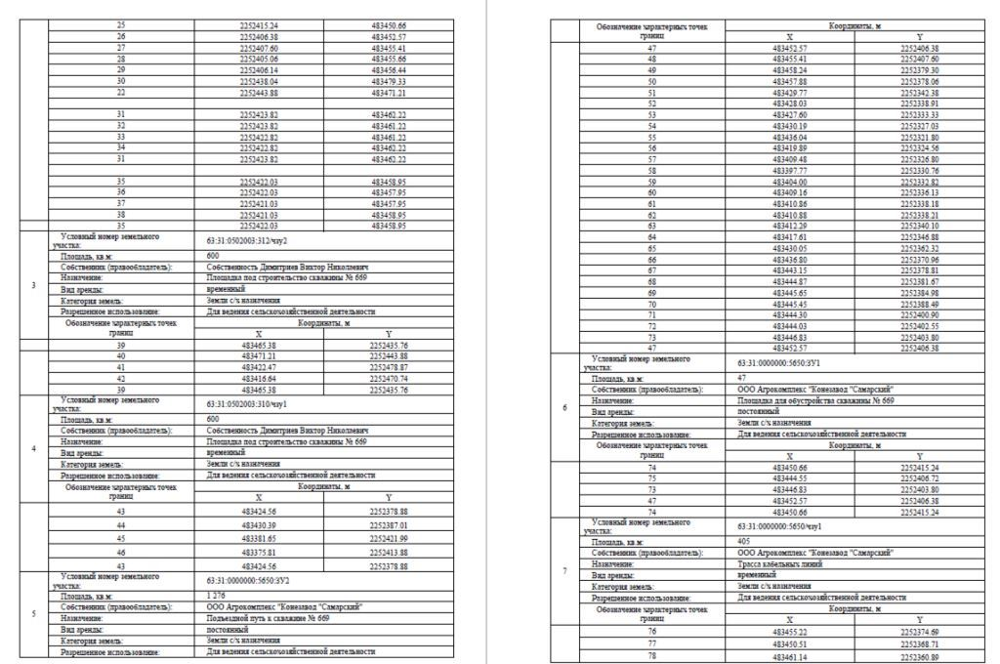 25 2252415.24 483450.66
26 2252406.38 483452.57
27 2252407.60 483455.41
28 2252405.06 483455.66
29 2252406.14 483456.44
30 2252438.04 483479.33
22 2252443.88 483471.21
31 2252423.82 483462.22
32 2252423.82 483461.22
33 2252422.82 483461.22
34 2252422.82 483462.22
31 2252423.82 483462.22
35 2252422.03 483458.95
36 2252422.03 483457.95
37 2252421.03 483457.95
38 2252421.03 483458.95
35 2252422.03 483458.95
3
Условный номер земельного
участка: 63:31:0502003:312/чзу2
Площадь, кв.м: 600
Собственник (правообладатель): Собственность Димитриев Виктор Николаевич
Назначение: Площадка под строительство скважины № 669
Вид аренды: временный
Категория земель: Земли с/х назначения
Разрешенное использование: Для ведения сельскохозяйственной деятельности
Обозначение характерных точек
границ
Координаты, м
X Y
39 483465.38 2252435.76
40 483471.21 2252443.88
41 483422.47 2252478.87
42 483416.64 2252470.74
39 483465.38 2252435.76
4
Условный номер земельного
участка: 63:31:0502003:310/чзу1
Площадь, кв.м: 600
Собственник (правообладатель): Собственность Димитриев Виктор Николаевич
Назначение: Площадка под строительство скважины № 669
Вид аренды: временный
Категория земель: Земли с/х назначения
Разрешенное использование: Для ведения сельскохозяйственной деятельности
Обозначение характерных точек
границ
Координаты, м
X Y
43 483424.56 2252378.88
44 483430.39 2252387.01
45 483381.65 2252421.99
46 483375.81 2252413.88
43 483424.56 2252378.88
5
Условный номер земельного
участка: 63:31:0000000:5650:ЗУ2
Площадь, кв.м: 1 276
Собственник (правообладатель): ООО Агрокомплекс "Конезавод "Самарский"
Назначение: Подъездной путь к скважине № 669
Вид аренды: постоянный
Категория земель: Земли с/х назначения
Разрешенное использование: Для ведения сельскохозяйственной деятельности
Обозначение характерных точек
границ
Координаты, м
X Y
47 483452.57 2252406.38
48 483455.41 2252407.60
49 483458.24 2252379.30
50 483457.88 2252378.06
51 483429.77 2252342.38
52 483428.03 2252338.91
53 483427.60 2252333.33
54 483430.19 2252327.03
55 483436.04 2252321.80
56 483419.89 2252324.56
57 483409.48 2252326.80
58 483397.77 2252330.76
59 483404.00 2252332.82
60 483409.16 2252336.13
61 483410.86 2252338.18
62 483410.88 2252338.21
63 483412.29 2252340.10
64 483417.61 2252346.88
65 483430.05 2252362.32
66 483436.80 2252370.96
67 483443.15 2252378.81
68 483444.87 2252381.67
69 483445.65 2252384.98
70 483445.45 2252388.49
71 483444.30 2252400.90
72 483444.03 2252402.55
73 483446.83 2252403.80
47 483452.57 2252406.38
6
Условный номер земельного
участка: 63:31:0000000:5650:ЗУ1
Площадь, кв.м: 47
Собственник (правообладатель): ООО Агрокомплекс "Конезавод "Самарский"
Назначение: Площадка для обустройства скважины № 669
Вид аренды: постоянный
Категория земель: Земли с/х назначения
Разрешенное использование: Для ведения сельскохозяйственной деятельности
Обозначение характерных точек
границ
Координаты, м
X Y
74 483450.66 2252415.24
75 483444.55 2252406.72
73 483446.83 2252403.80
47 483452.57 2252406.38
74 483450.66 2252415.24
7
Условный номер земельного
участка: 63:31:0000000:5650/чзу1
Площадь, кв.м: 405
Собственник (правообладатель): ООО Агрокомплекс "Конезавод "Самарский"
Назначение: Трасса кабельных линий
Вид аренды: временный
Категория земель: Земли с/х назначения
Разрешенное использование: Для ведения сельскохозяйственной деятельности
Обозначение характерных точек
границ
Координаты, м
X Y
76 483455.22 2252374.69
77 483450.51 2252368.71
78 483461.14 2252360.89